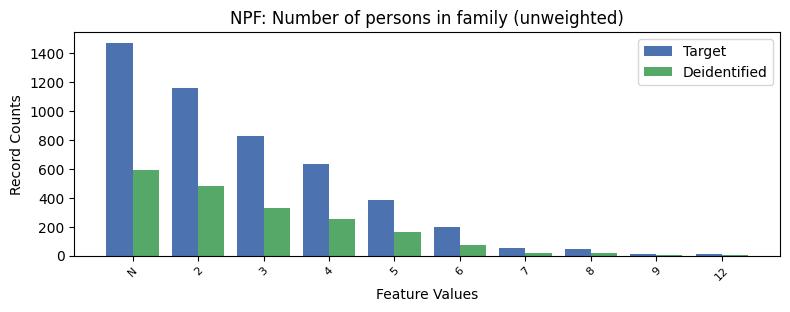 NPF: Number of persons in family (unweighted)
Target
Deidentified
Record Counts
1400
1200
1000
800
600
400
200
0
N 2 3 4 5 6 7 8 9 12
Feature Values